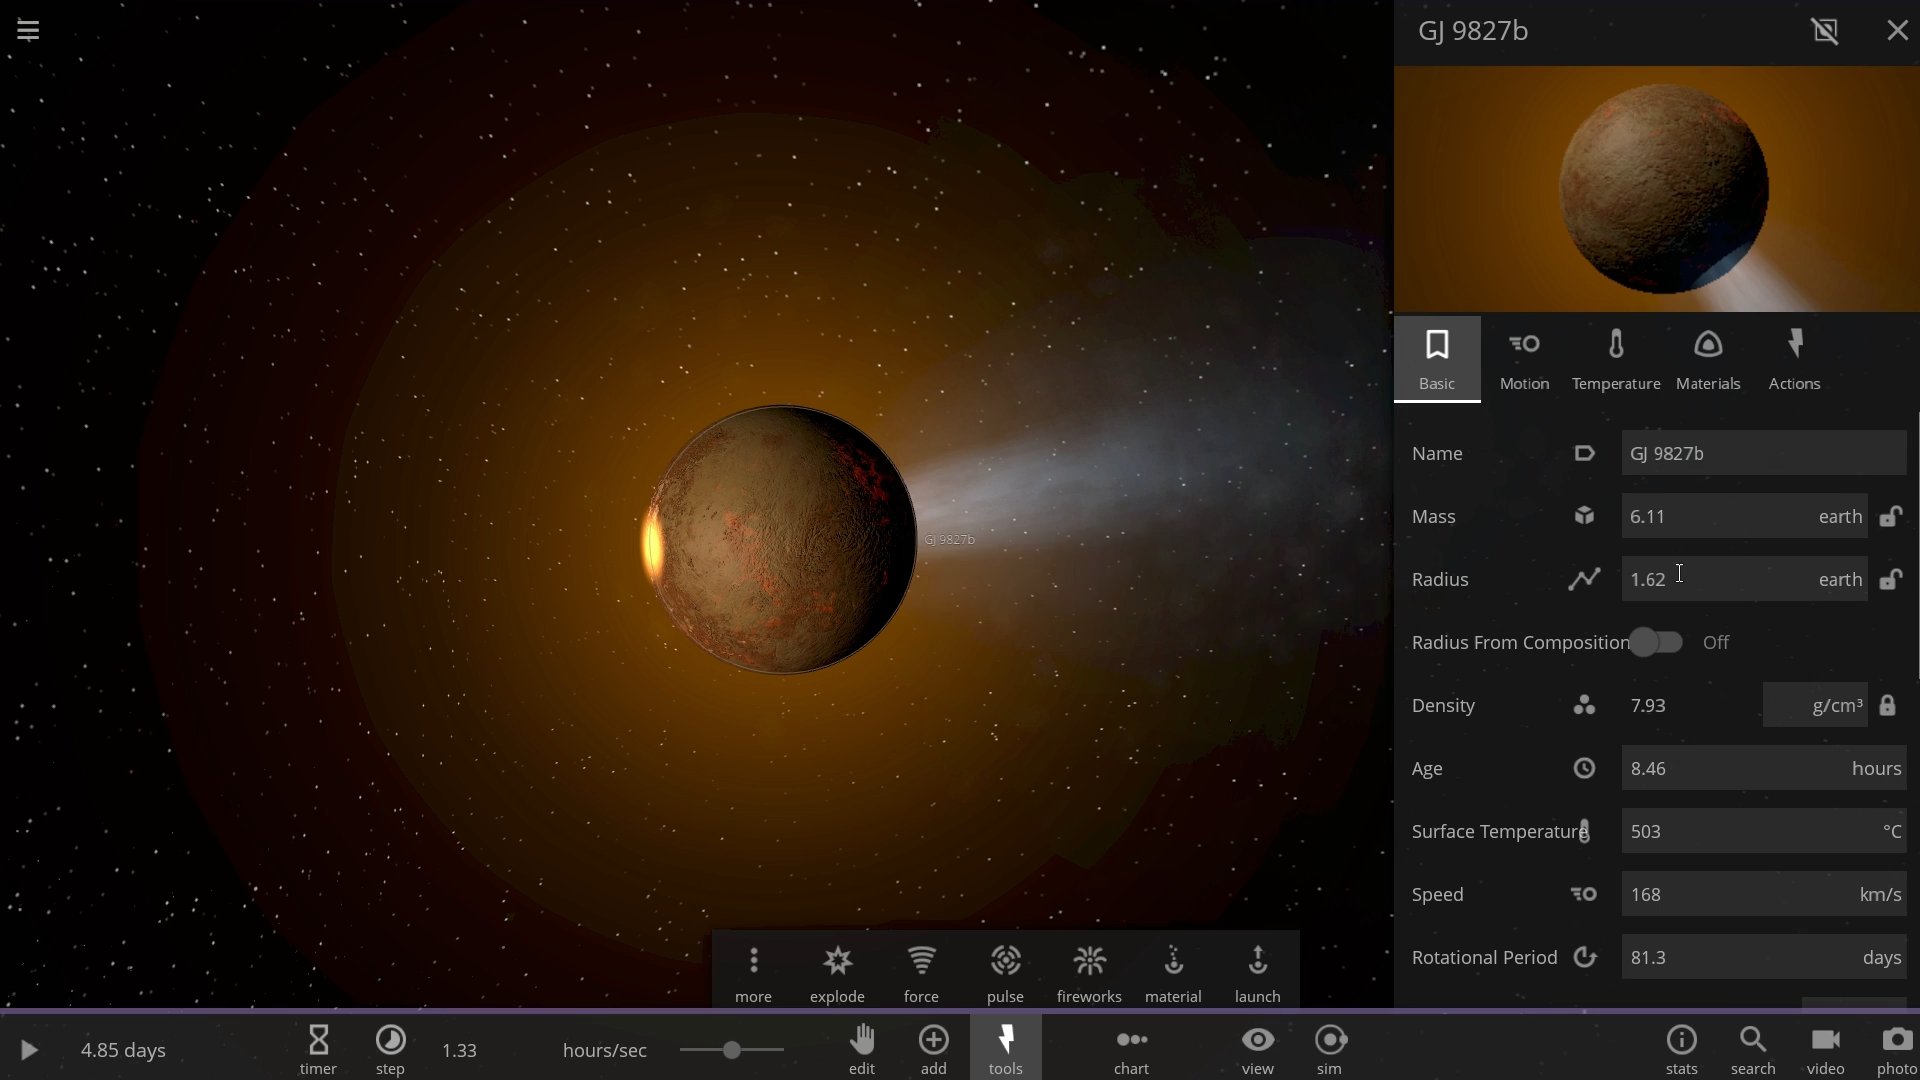 GJ 9827b
Basic Motion Temperature Materials Actions
Name GJ 9827b
Mass 6.11 earth
Radius 1.62 earth
Radius From Composition Off
Density 7.93 g/cm³
Age 8.46 hours
Surface Temperature 503 °C
Speed 168 km/s
Rotational Period 81.3 days
GJ 9827b
more explode force pulse fireworks material launch
4.85 days timer step 1.33 hours/sec edit add tools chart view sim stats search video photo